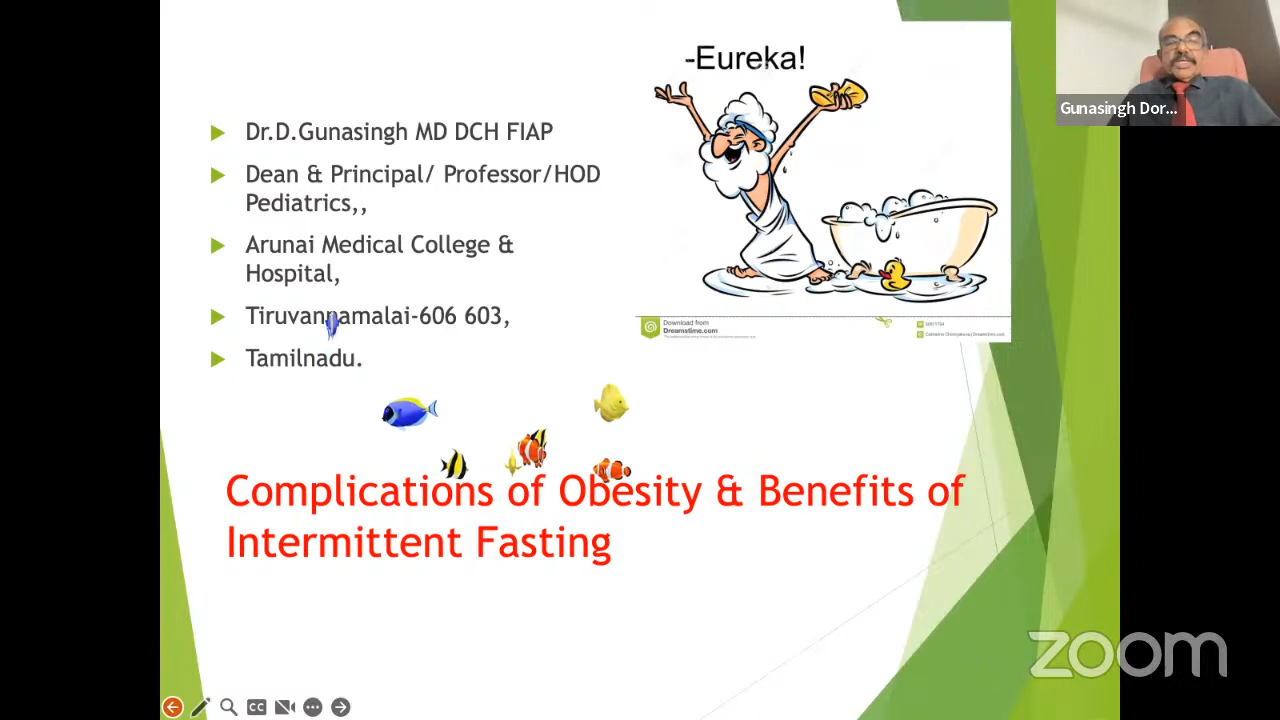 -Eureka!
Gunasingh Dor...
Dr.D.Gunasingh MD DCH FIAP
Dean & Principal/ Professor/HOD
Pediatrics,,
Arunai Medical College &
Hospital,
Tiruvannamalai-606 603,
Tamilnadu.
Download from
Dreamstime.com
Complications of Obesity & Benefits of
Intermittent Fasting
zoom
CC